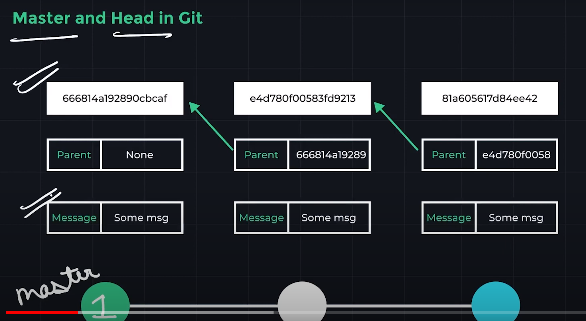 Master and Head in Git
666814a192890cbcaf e4d780f00583fd9213 81a605617d84ee42
Parent None Parent 666814a19289 Parent e4d780f0058
Message Some msg Message Some msg Message Some msg
master 1